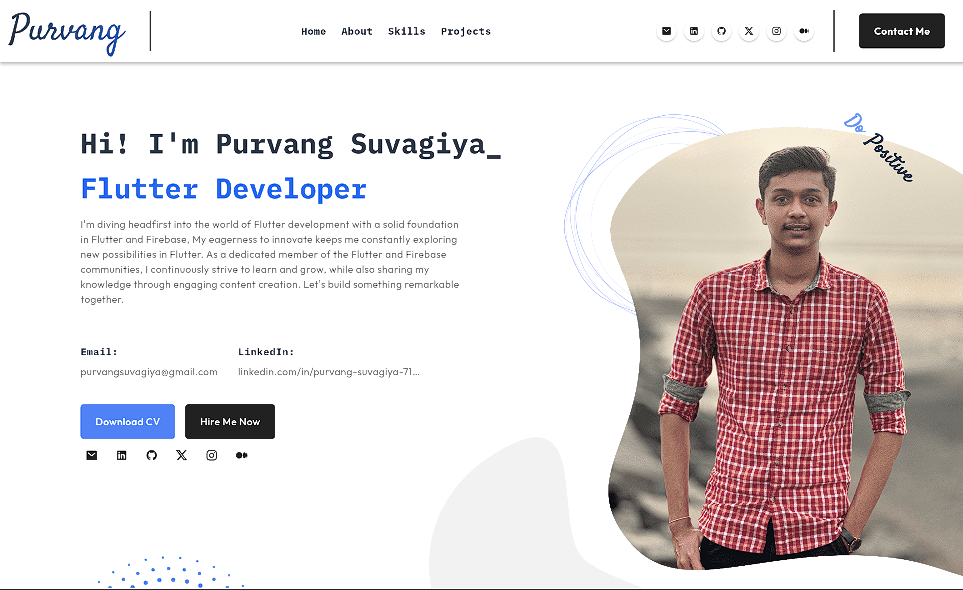 Purvang
Home About Skills Projects
Contact Me
Do Positive
Hi! I'm Purvang Suvagiya_
Flutter Developer
I'm diving headfirst into the world of Flutter development with a solid foundation
in Flutter and Firebase, My eagerness to innovate keeps me constantly exploring
new possibilities in Flutter. As a dedicated member of the Flutter and Firebase
communities, I continuously strive to learn and grow, while also sharing my
knowledge through engaging content creation. Let's build something remarkable
together.
Email: LinkedIn:
purvangsuvagiya@gmail.com linkedin.com/in/purvang-suvagiya-71...
Download CV Hire Me Now